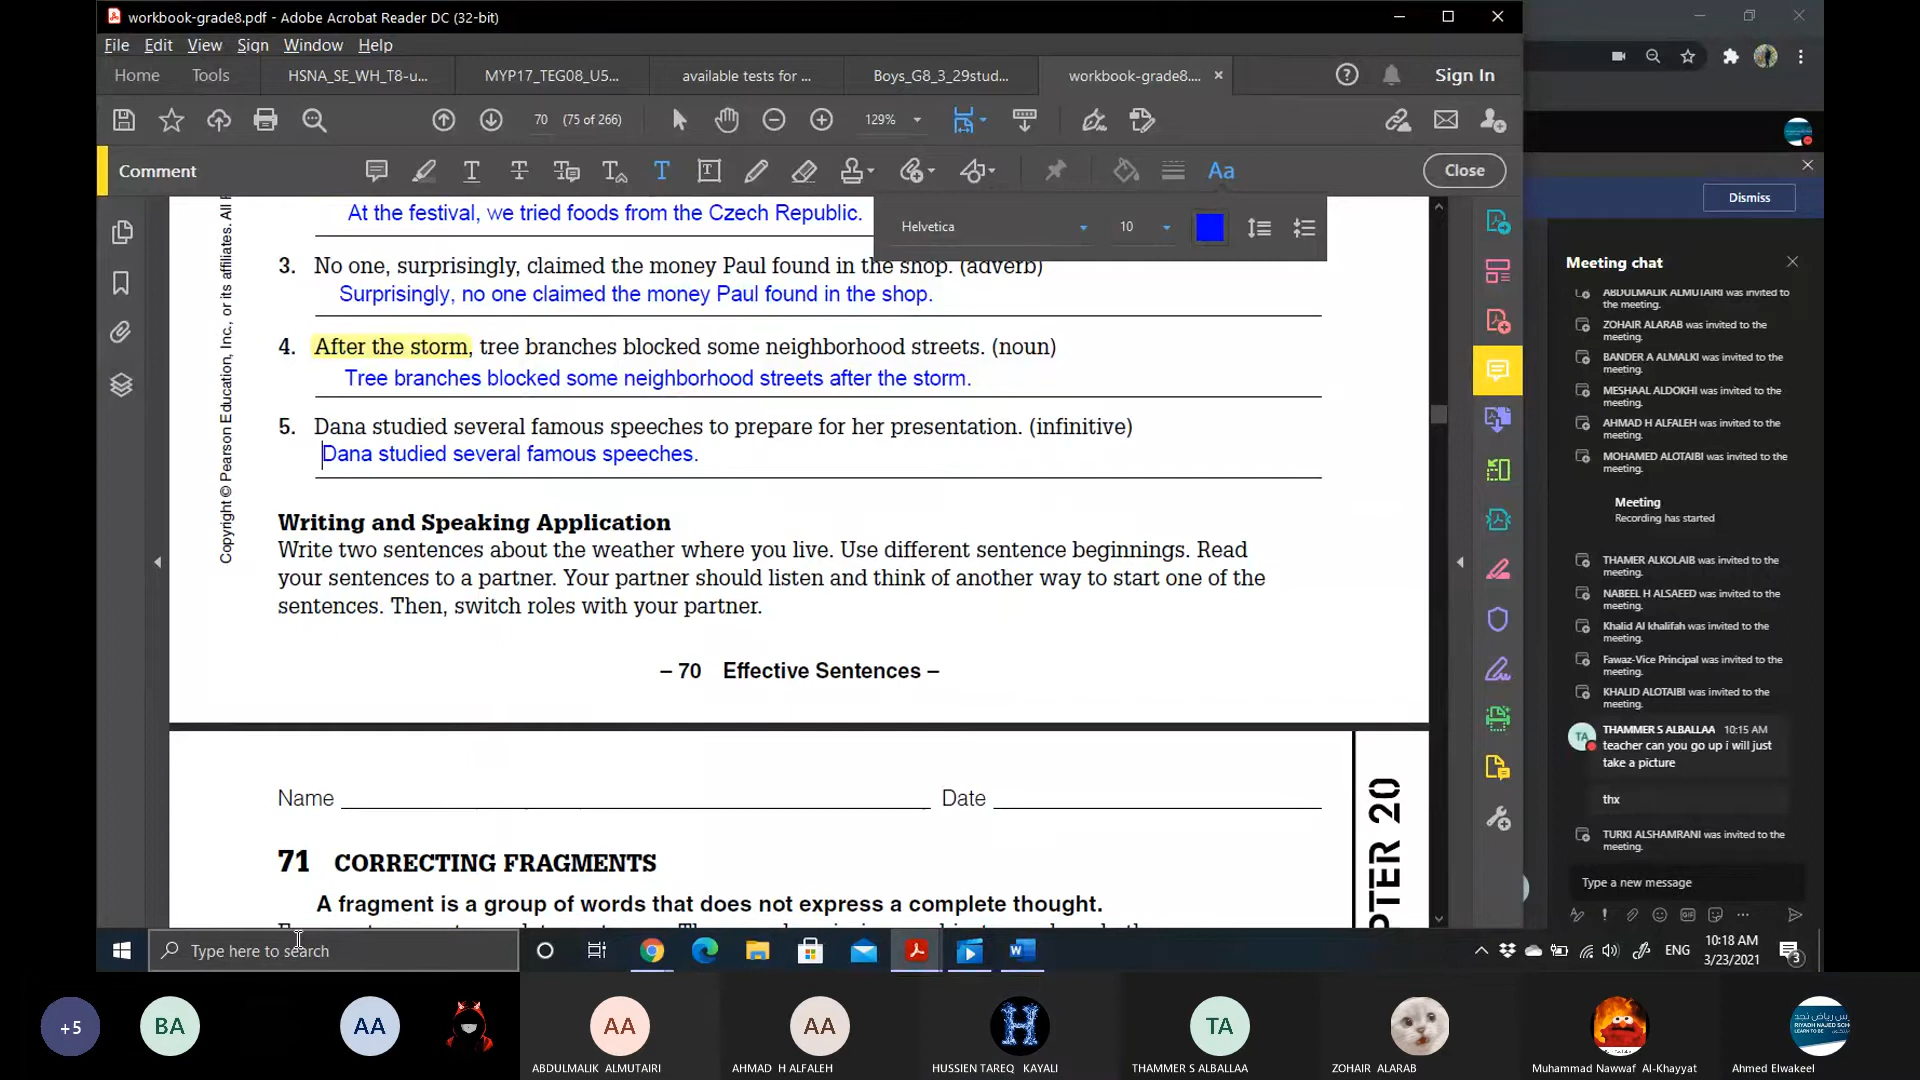 workbook-grade8.pdf - Adobe Acrobat Reader DC (32-bit)
File Edit View Sign Window Help
Home Tools HSNA_SE_WH_T8-u... MYP17_TEG08_U5... available tests for ... Boys_G8_3_29stud... workbook-grade8.... Sign In
70 (75 of 266) 129%
Comment Close
Helvetica 10
At the festival, we tried foods from the Czech Republic.
3. No one, surprisingly, claimed the money Paul found in the shop. (adverb)
Surprisingly, no one claimed the money Paul found in the shop.
4. After the storm, tree branches blocked some neighborhood streets. (noun)
Tree branches blocked some neighborhood streets after the storm.
5. Dana studied several famous speeches to prepare for her presentation. (infinitive)
Dana studied several famous speeches.
Writing and Speaking Application
Write two sentences about the weather where you live. Use different sentence beginnings. Read
your sentences to a partner. Your partner should listen and think of another way to start one of the
sentences. Then, switch roles with your partner.
– 70 Effective Sentences –
Copyright © Pearson Education, Inc., or its affiliates. All
Name Date
71 CORRECTING FRAGMENTS
A fragment is a group of words that does not express a complete thought.
PTER 20
Dismiss
Meeting chat
ABDULMALIK ALMUTAIRI was invited to
the meeting.
ZOHAIR ALARAB was invited to the
meeting.
BANDER A ALMALKI was invited to the
meeting.
MESHAAL ALDOKHI was invited to the
meeting.
AHMAD H ALFALEH was invited to the
meeting.
MOHAMED ALOTAIBI was invited to the
meeting.
Meeting
Recording has started
THAMER ALKOLAIB was invited to the
meeting.
NABEEL H ALSAEED was invited to the
meeting.
Khalid Al khalifah was invited to the
meeting.
Fawaz-Vice Principal was invited to the
meeting.
KHALID ALOTAIBI was invited to the
meeting.
TA THAMMER S ALBALLAA 10:15 AM
teacher can you go up i will just
take a picture
thx
TURKI ALSHAMRANI was invited to the
meeting.
Type a new message
Type here to search
ENG 10:18 AM
3/23/2021
3
+5 BA AA AA AA H TA
ABDULMALIK ALMUTAIRI AHMAD H ALFALEH HUSSIEN TAREQ KAYALI THAMMER S ALBALLAA ZOHAIR ALARAB Muhammad Nawwaf Al-Khayyat Ahmed Elwakeel